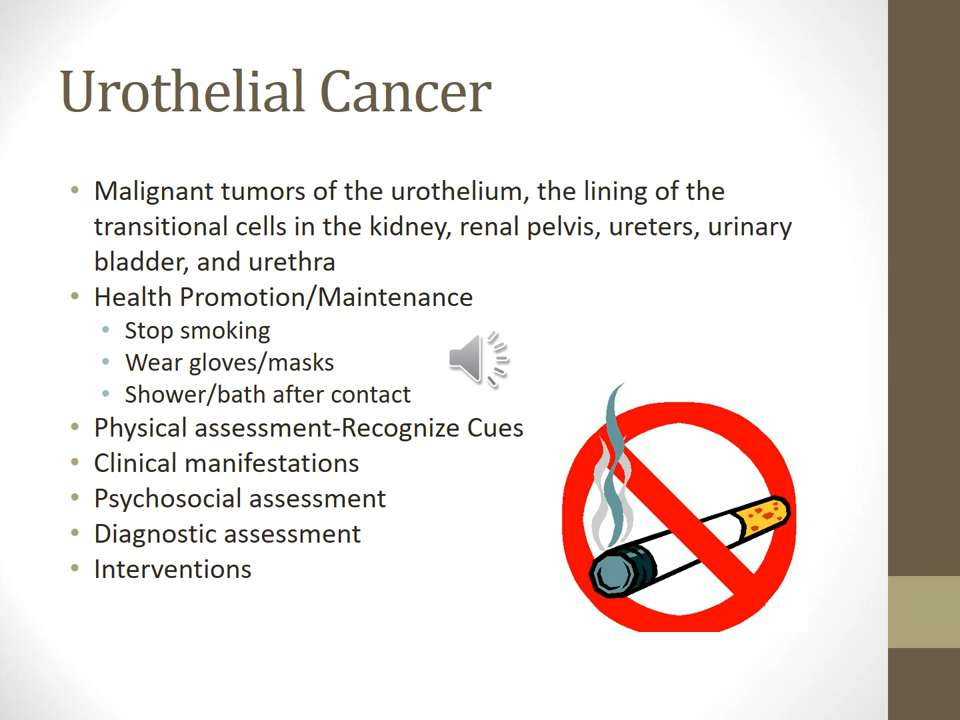 Urothelial Cancer
• Malignant tumors of the urothelium, the lining of the
transitional cells in the kidney, renal pelvis, ureters, urinary
bladder, and urethra
• Health Promotion/Maintenance
• Stop smoking
• Wear gloves/masks
• Shower/bath after contact
• Physical assessment-Recognize Cues
• Clinical manifestations
• Psychosocial assessment
• Diagnostic assessment
• Interventions